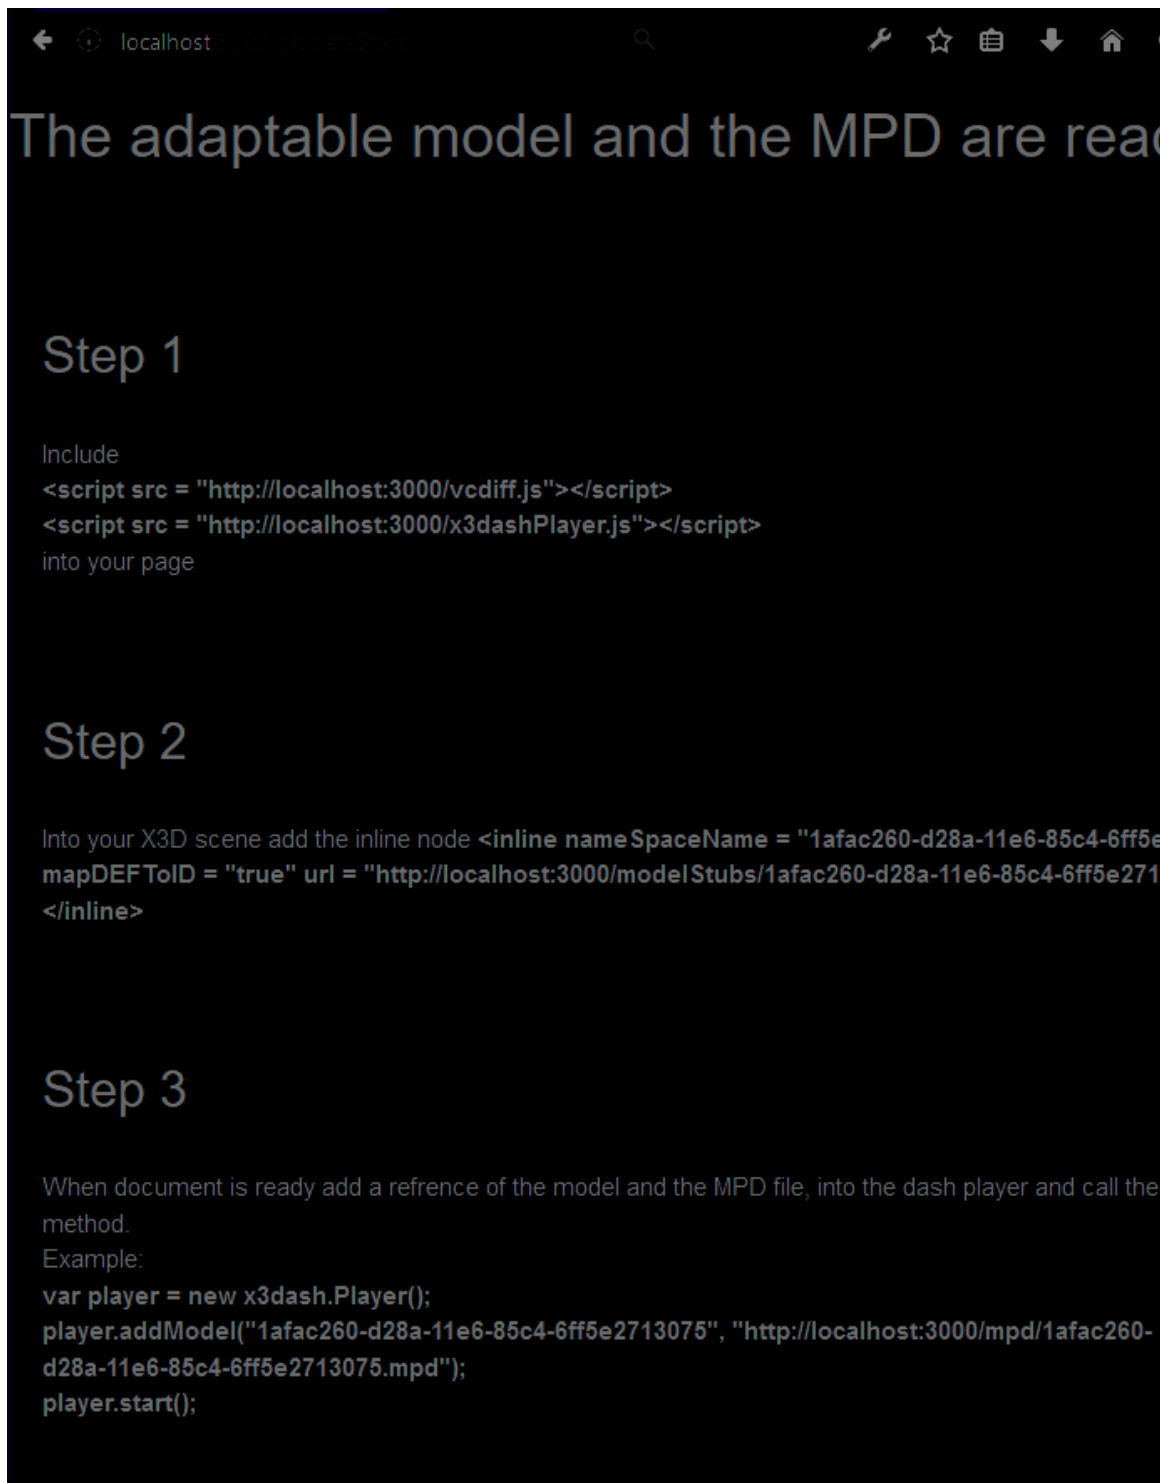 localhost
The adaptable model and the MPD are read
Step 1
Include
<script src = "http://localhost:3000/vcdiff.js"></script>
<script src = "http://localhost:3000/x3dashPlayer.js"></script>
into your page
Step 2
Into your X3D scene add the inline node <inline nameSpaceName = "1afac260-d28a-11e6-85c4-6ff5e
mapDEFToID = "true" url = "http://localhost:3000/modelStubs/1afac260-d28a-11e6-85c4-6ff5e271
</inline>
Step 3
When document is ready add a refrence of the model and the MPD file, into the dash player and call the
method.
Example:
var player = new x3dash.Player();
player.addModel("1afac260-d28a-11e6-85c4-6ff5e2713075", "http://localhost:3000/mpd/1afac260-
d28a-11e6-85c4-6ff5e2713075.mpd");
player.start();